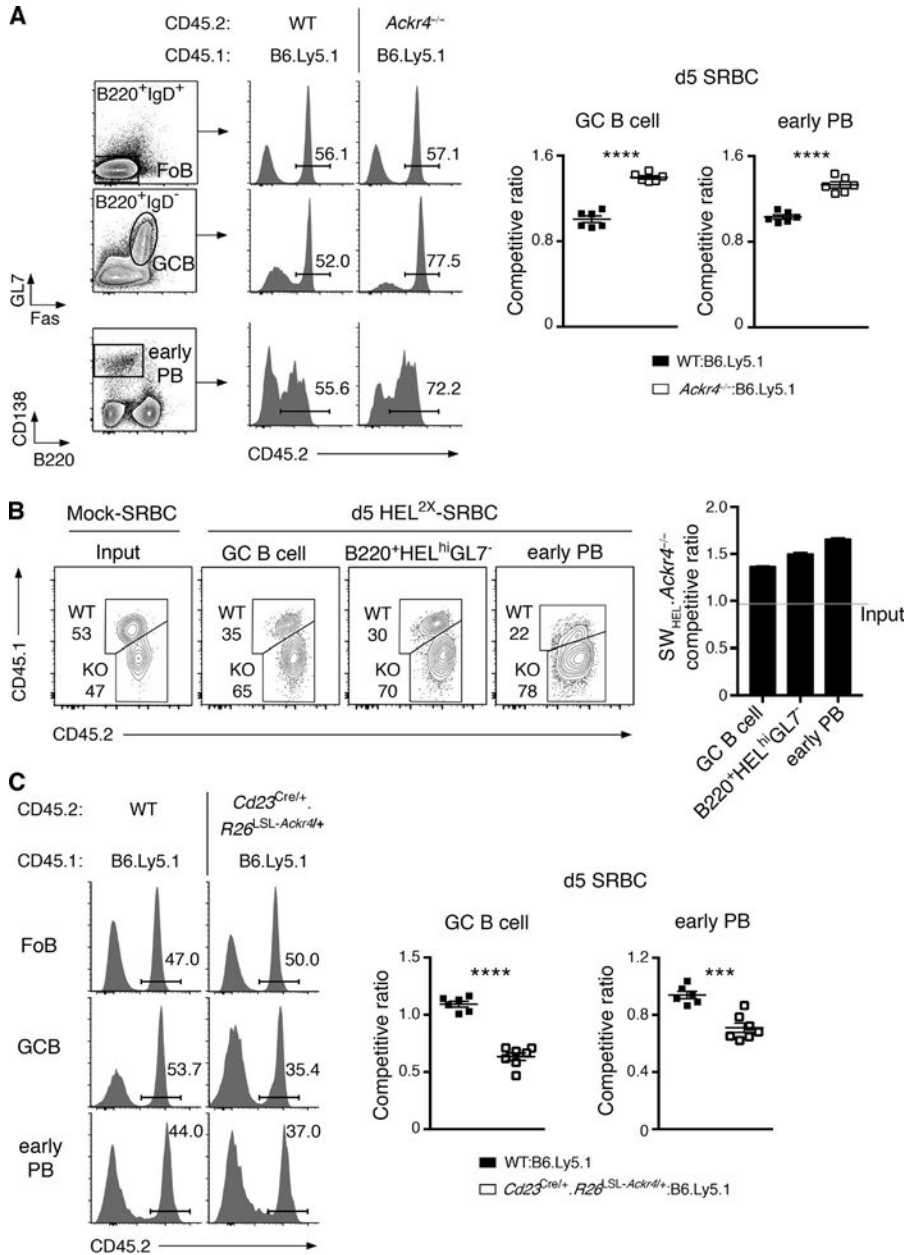 A
CD45.2: WT Ackr4⁻/⁻
CD45.1: B6.Ly5.1 B6.Ly5.1
B220⁺IgD⁺
FoB
56.1
57.1
B220⁺IgD⁻
GCB
52.0
77.5
GL7
Fas
early
PB
55.6
72.2
CD138
B220
CD45.2
d5 SRBC
GC B cell
early PB
Competitive ratio
1.6
0.8
0
****
Competitive ratio
1.6
0.8
0
****
WT:B6.Ly5.1
Ackr4⁻/⁻:B6.Ly5.1
B
Mock-SRBC
d5 HEL²ˣ-SRBC
Input
GC B cell
B220⁺HELʰⁱGL7⁻
early PB
CD45.1
WT
53
KO
47
WT
35
KO
65
WT
30
KO
70
WT
22
KO
78
CD45.2
SWHEL.Ackr4⁻/⁻
competitive ratio
2.0
1.5
1.0
0.5
0
Input
GC B cell
B220⁺HELʰⁱGL7⁻
early PB
C
CD45.2: WT Cd23Cre/+.
R26LSL-Ackr4/+
CD45.1: B6.Ly5.1 B6.Ly5.1
FoB
47.0
50.0
GCB
53.7
35.4
early
PB
44.0
37.0
CD45.2
d5 SRBC
GC B cell
early PB
Competitive ratio
1.5
1.0
0.5
0
****
Competitive ratio
1.2
0.8
0.4
0
***
WT:B6.Ly5.1
Cd23Cre/+.R26LSL-Ackr4/+:B6.Ly5.1